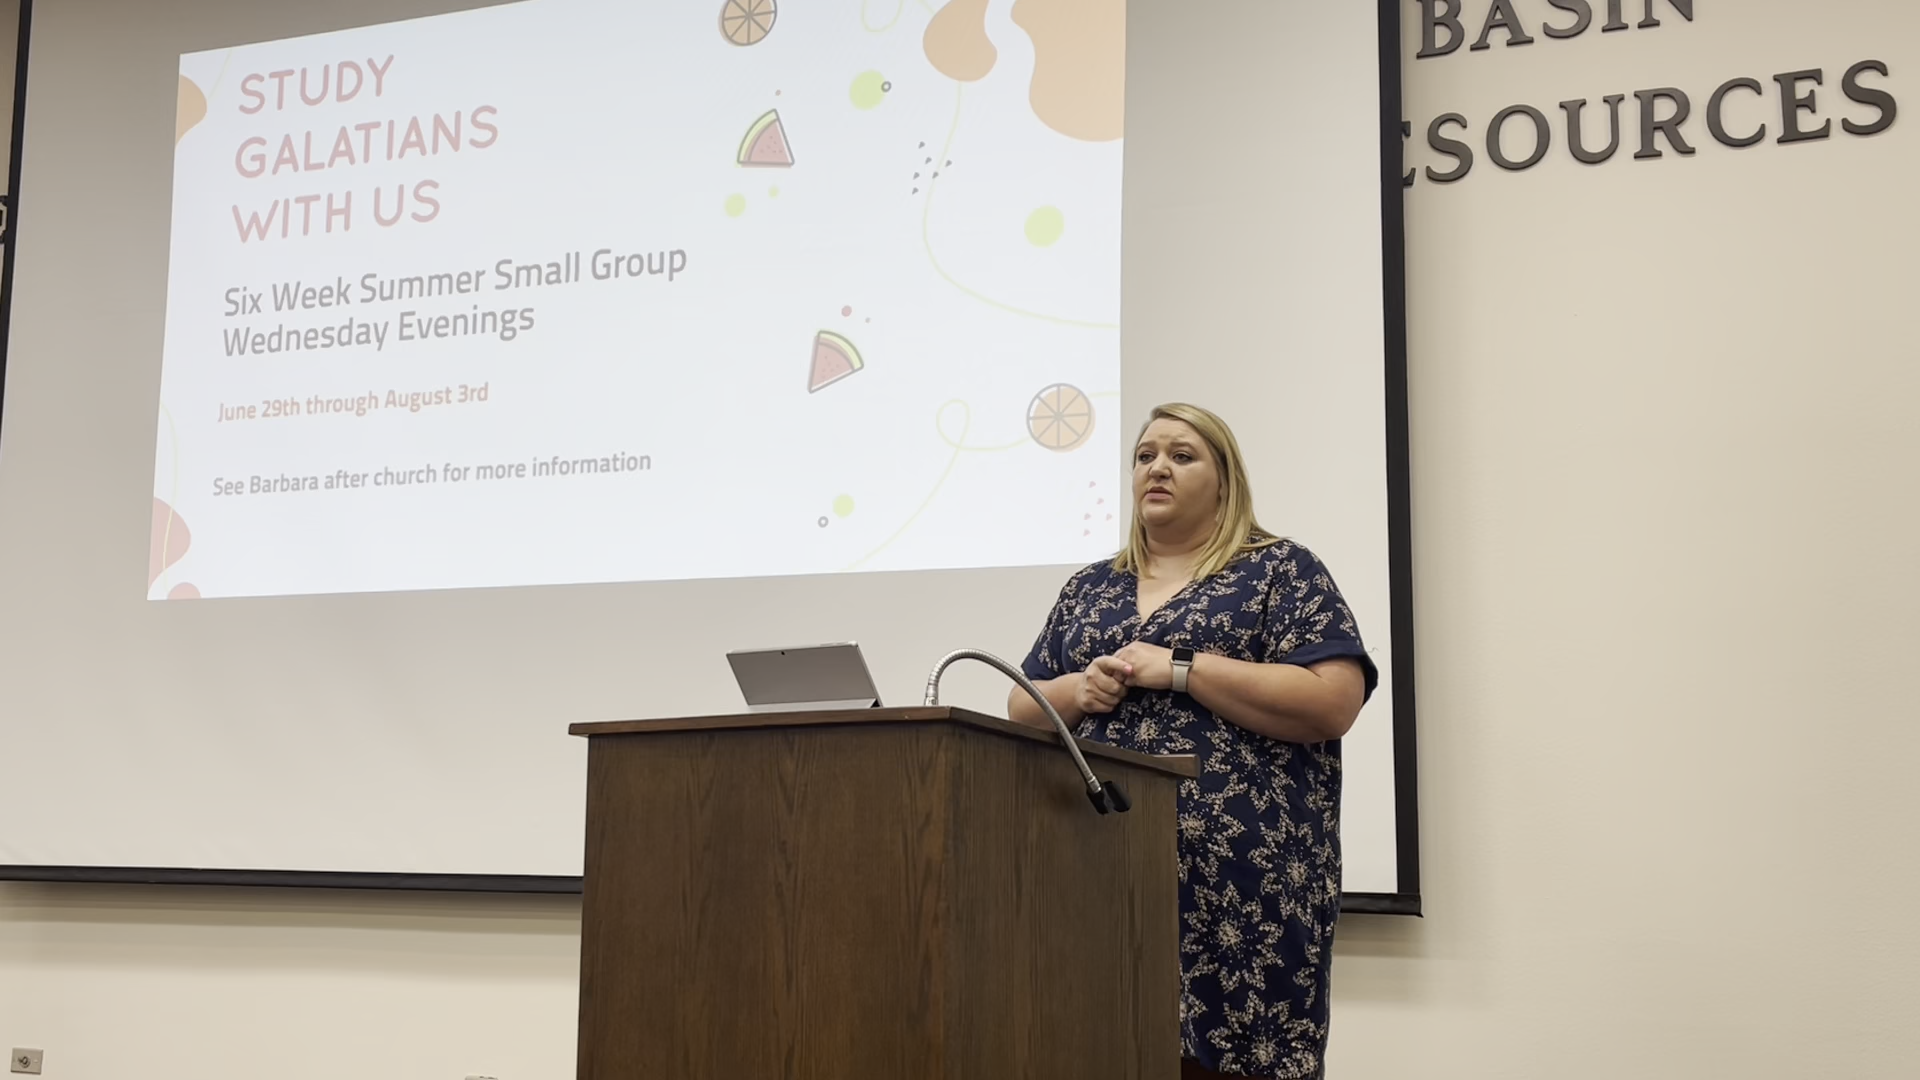 STUDY
GALATIANS
WITH US
Six Week Summer Small Group
Wednesday Evenings
June 29th through August 3rd
See Barbara after church for more information
BASIN
ESOURCES